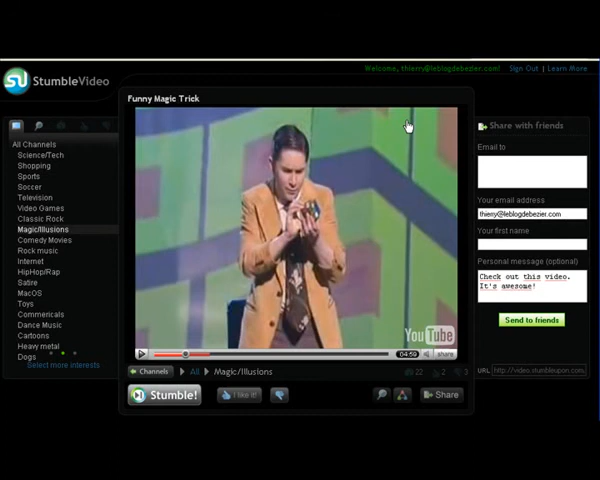 Welcome, thierry@leblogdebezier.com! Sign Out | Learn More
SU StumbleVideo
Funny Magic Trick
All Channels
Science/Tech
Shopping
Sports
Soccer
Television
Video Games
Classic Rock
Magic/Illusions
Comedy Movies
Rock music
Internet
HipHop/Rap
Satire
MacOS
Toys
Commericals
Dance Music
Cartoons
Heavy metal
Dogs
Select more interests
YouTube
04:59 share
Channels All Magic/Illusions 22 2 3
Stumble! I like it! Share
Share with friends
Email to
Your email address
thierry@leblogdebezier.com
Your first name
Personal message (optional)
Check out this video.
It's awesome!
Send to friends
URL http://video.stumbleupon.com